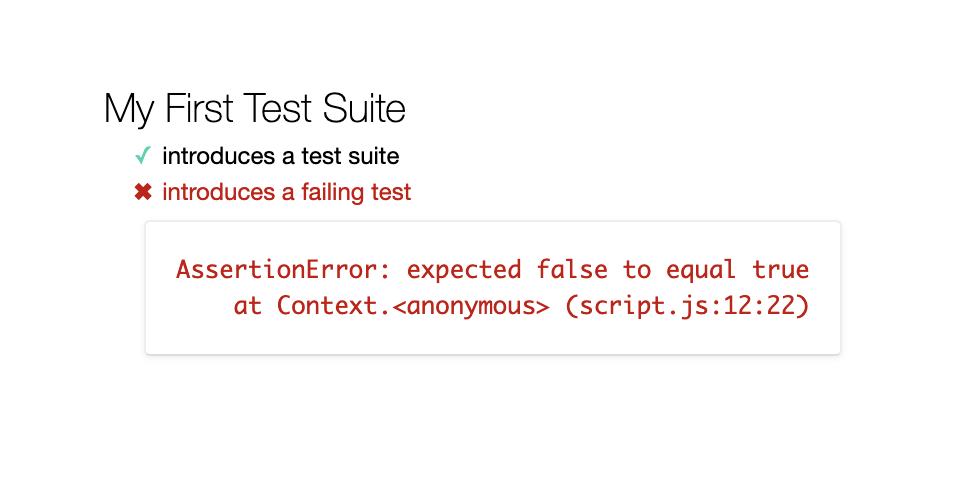 My First Test Suite
✓ introduces a test suite
✖ introduces a failing test
AssertionError: expected false to equal true
at Context.<anonymous> (script.js:12:22)